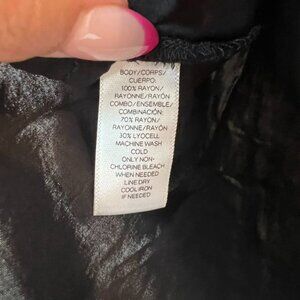 BODY/CORPS/
CUERPO:
100% RAYON/
RAYONNE/RAYÓN
COMBO/ENSEMBLE/
COMBINACIÓN:
70% RAYON/
RAYONNE/RAYÓN
30% LYOCELL
MACHINE WASH
COLD
ONLY NON-
CHLORINE BLEACH
WHEN NEEDED
LINE DRY
COOL IRON
IF NEEDED